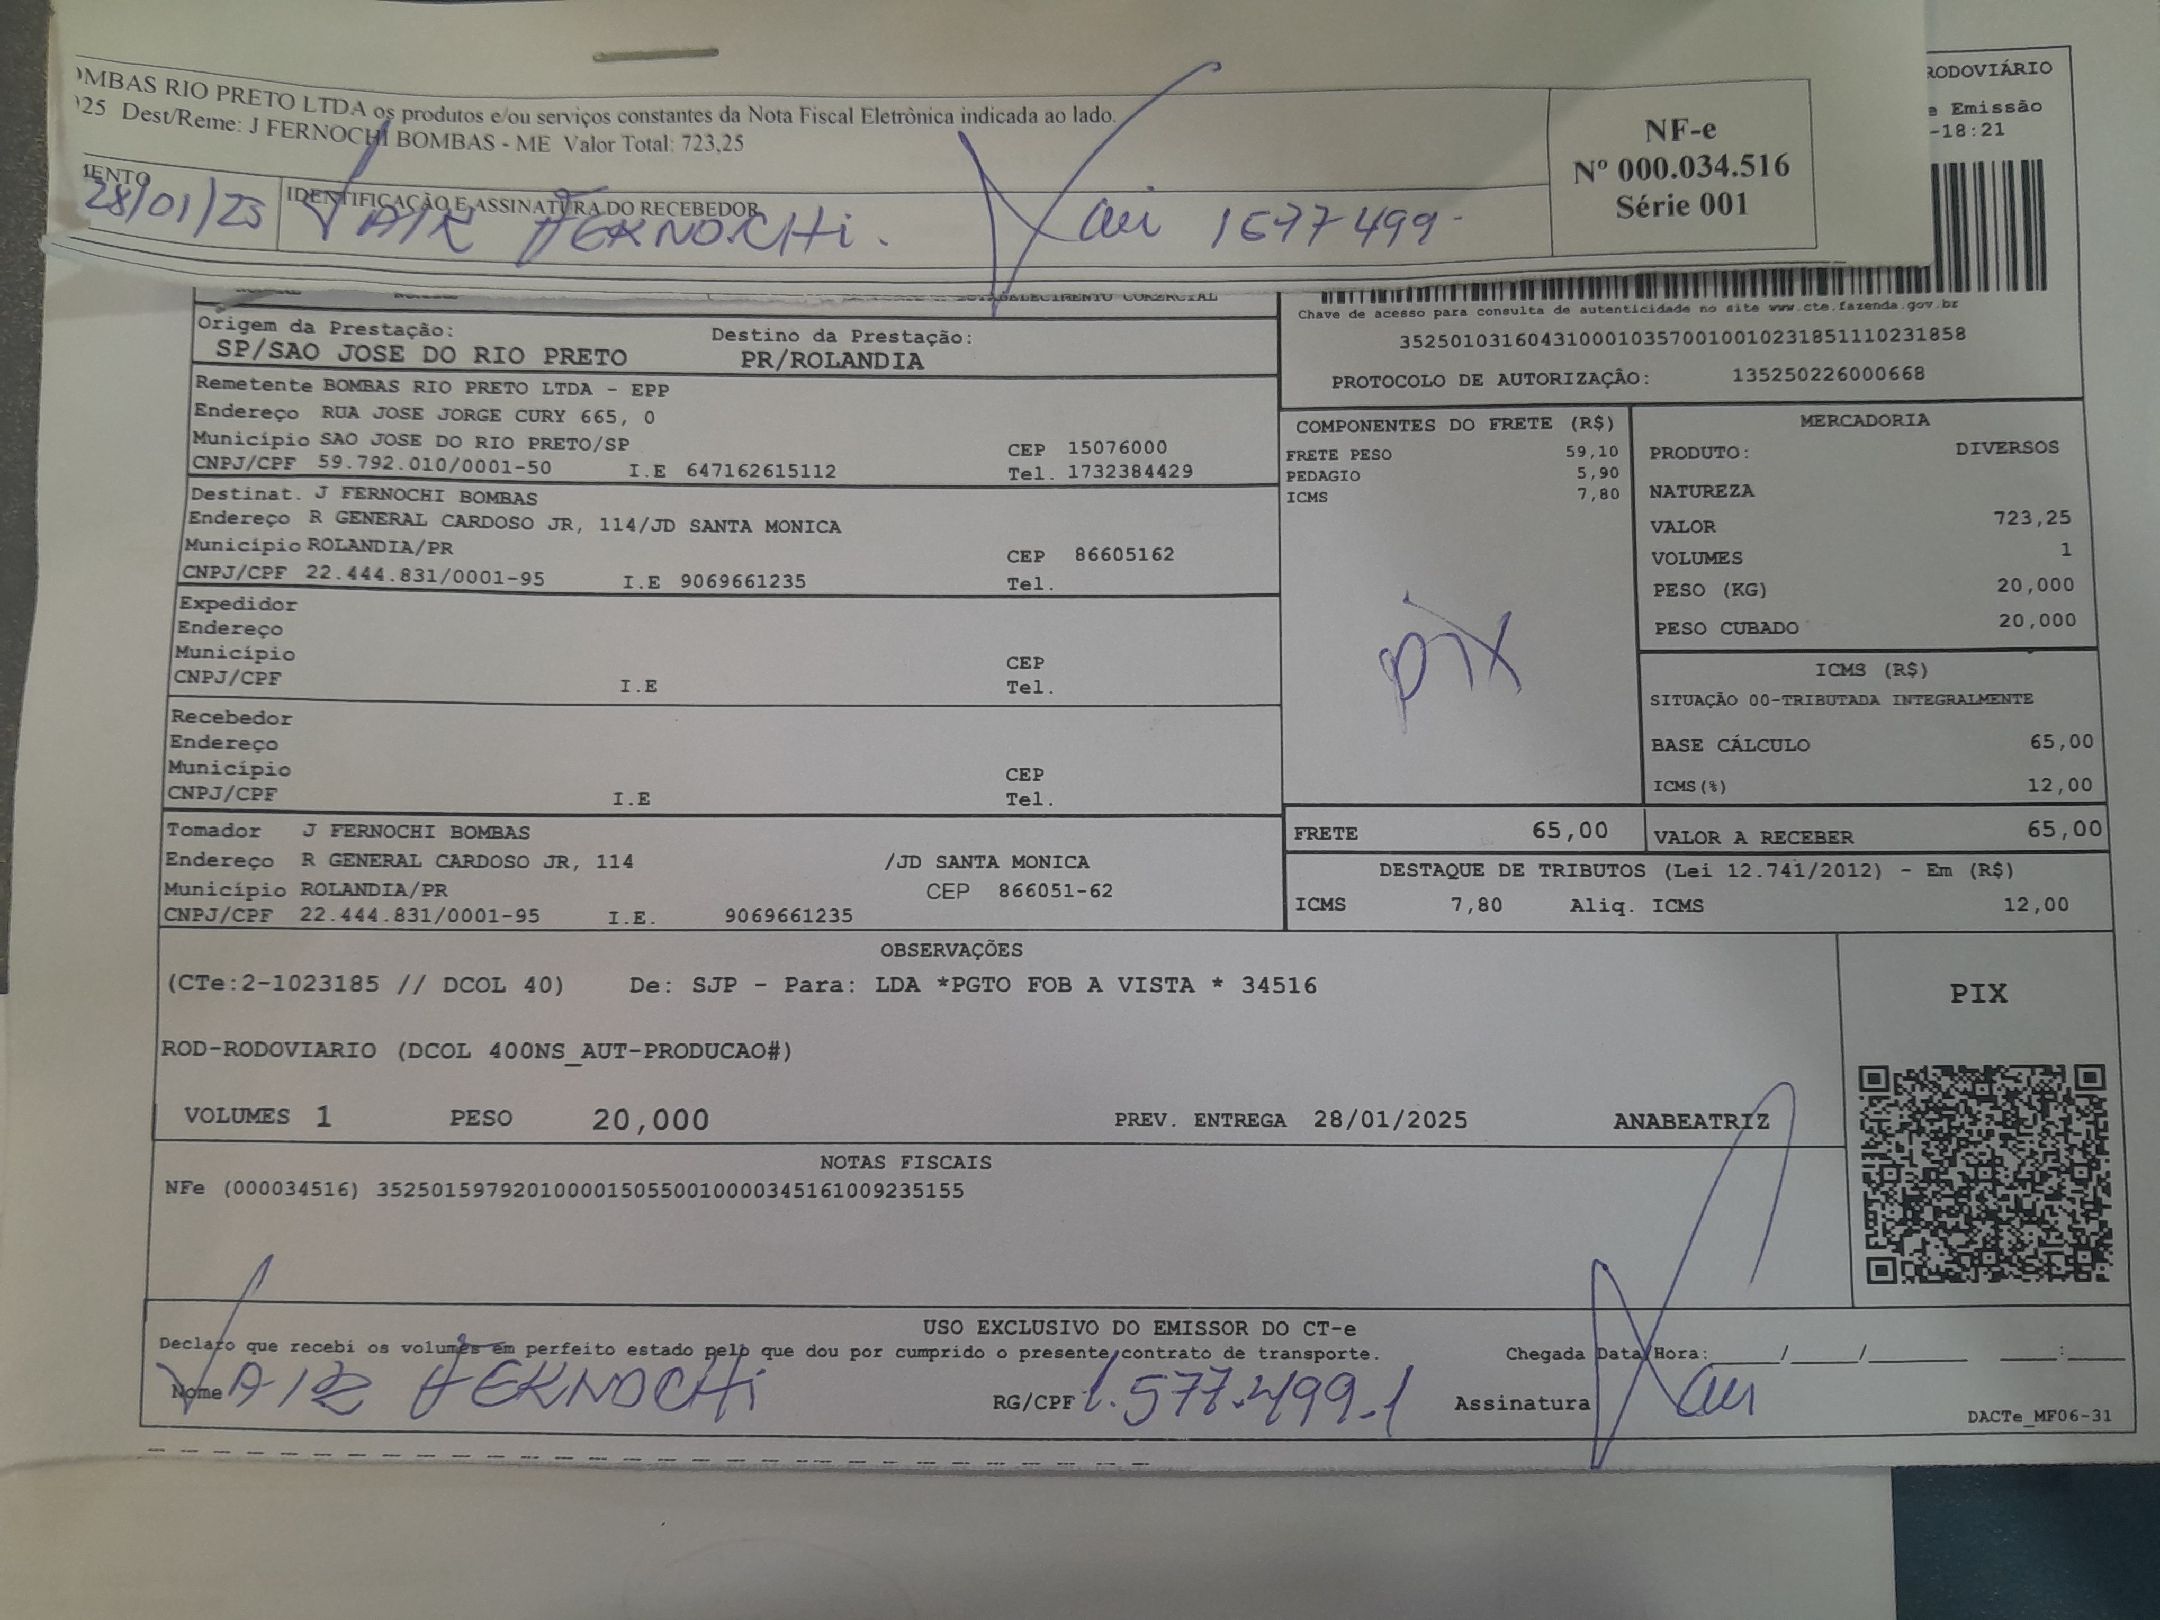 OMBAS RIO PRETO LTDA os produtos e/ou serviços constantes da Nota Fiscal Eletrônica indicada ao lado.
025 Dest/Reme: J FERNOCHI BOMBAS - ME Valor Total: 723,25
MENTO
28/01/25
IDENTIFICAÇÃO E ASSINATURA DO RECEBEDOR
JAIR FERNOCHi.
NF-e
Nº 000.034.516
Série 001
RODOVIÁRIO
e Emissão
-18:21
Origem da Prestação:
SP/SAO JOSE DO RIO PRETO
Destino da Prestação:
PR/ROLANDIA
Chave de acesso para consulta de autenticidade no site www.cte.fazenda.gov.br
35250103160431000103570010010231851110231858
PROTOCOLO DE AUTORIZAÇÃO: 135250226000668
Remetente BOMBAS RIO PRETO LTDA - EPP
Endereço RUA JOSE JORGE CURY 665, 0
Município SAO JOSE DO RIO PRETO/SP CEP 15076000
CNPJ/CPF 59.792.010/0001-50 I.E 647162615112 Tel. 1732384429
Destinat. J FERNOCHI BOMBAS
Endereço R GENERAL CARDOSO JR, 114/JD SANTA MONICA
Município ROLANDIA/PR CEP 86605162
CNPJ/CPF 22.444.831/0001-95 I.E 9069661235 Tel.
Expedidor
Endereço
Município CEP
CNPJ/CPF I.E Tel.
Recebedor
Endereço
Município CEP
CNPJ/CPF I.E Tel.
Tomador J FERNOCHI BOMBAS
Endereço R GENERAL CARDOSO JR, 114 /JD SANTA MONICA
Município ROLANDIA/PR CEP 866051-62
CNPJ/CPF 22.444.831/0001-95 I.E. 9069661235
COMPONENTES DO FRETE (R$)
FRETE PESO 59,10
PEDAGIO 5,90
ICMS 7,80
pix
MERCADORIA
PRODUTO: DIVERSOS
NATUREZA
VALOR 723,25
VOLUMES 1
PESO (KG) 20,000
PESO CUBADO 20,000
ICMS (R$)
SITUAÇÃO 00-TRIBUTADA INTEGRALMENTE
BASE CÁLCULO 65,00
ICMS(%) 12,00
FRETE 65,00
VALOR A RECEBER 65,00
DESTAQUE DE TRIBUTOS (Lei 12.741/2012) - Em (R$)
ICMS 7,80 Aliq. ICMS 12,00
OBSERVAÇÕES
(CTe:2-1023185 // DCOL 40) De: SJP - Para: LDA *PGTO FOB A VISTA * 34516
ROD-RODOVIARIO (DCOL 400NS_AUT-PRODUCAO#)
VOLUMES 1 PESO 20,000 PREV. ENTREGA 28/01/2025 ANABEATRIZ
PIX
NOTAS FISCAIS
NFe (000034516) 35250159792010000150550010000345161009235155
USO EXCLUSIVO DO EMISSOR DO CT-e
Declaro que recebi os volumes em perfeito estado pelo que dou por cumprido o presente contrato de transporte.
Chegada Data/Hora: ____/____/______ ___:___
Nome JAIR FERNOCHi RG/CPF 1.577.499-1 Assinatura
DACTe_MF06-31